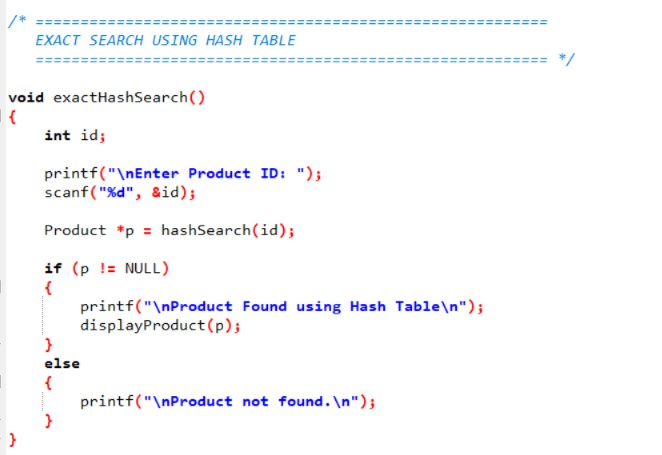 /* =========================================================
EXACT SEARCH USING HASH TABLE
========================================================= */
void exactHashSearch()
{
int id;
printf("\nEnter Product ID: ");
scanf("%d", &id);
Product *p = hashSearch(id);
if (p != NULL)
{
printf("\nProduct Found using Hash Table\n");
displayProduct(p);
}
else
{
printf("\nProduct not found.\n");
}
}